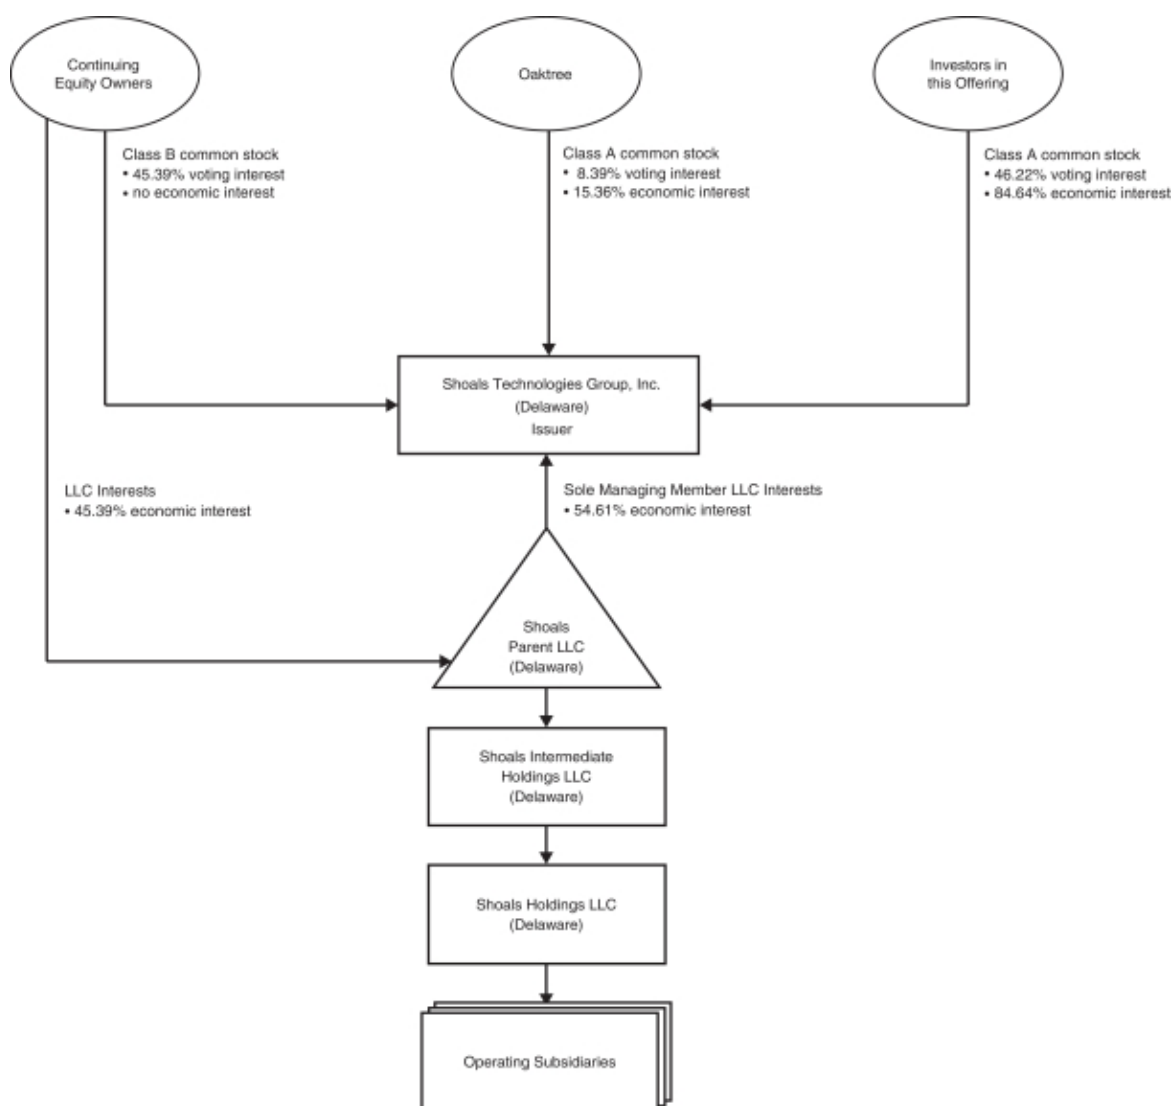 Continuing
Equity Owners
Oaktree
Investors in
this Offering
Class B common stock
• 45.39% voting interest
• no economic interest
Class A common stock
• 8.39% voting interest
• 15.36% economic interest
Class A common stock
• 46.22% voting interest
• 84.64% economic interest
Shoals Technologies Group, Inc.
(Delaware)
Issuer
LLC Interests
• 45.39% economic interest
Sole Managing Member LLC Interests
• 54.61% economic interest
Shoals
Parent LLC
(Delaware)
Shoals Intermediate
Holdings LLC
(Delaware)
Shoals Holdings LLC
(Delaware)
Operating Subsidiaries